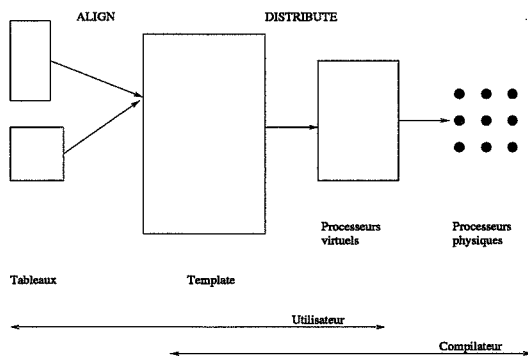 ALIGN
DISTRIBUTE
Processeurs
virtuels
Processeurs
physiques
Tableaux
Template
Utilisateur
Compilateur